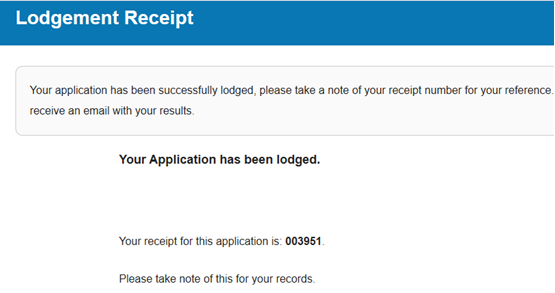 Lodgement Receipt
Your application has been successfully lodged, please take a note of your receipt number for your reference.
receive an email with your results.
Your Application has been lodged.
Your receipt for this application is: 003951.
Please take note of this for your records.